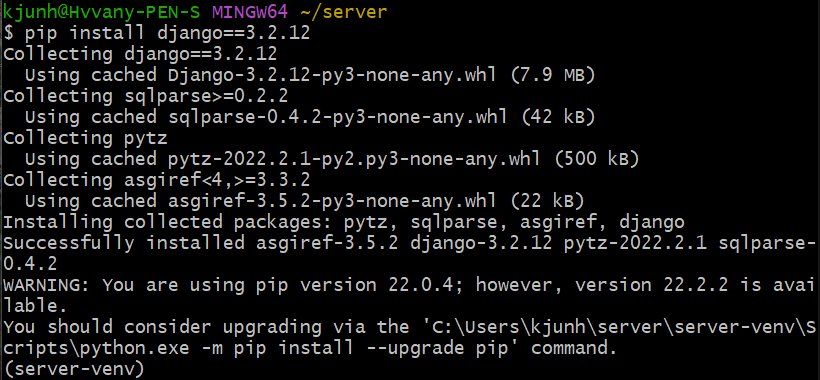 kjunh@Hvvany-PEN-S MINGW64 ~/server
$ pip install django==3.2.12
Collecting django==3.2.12
  Using cached Django-3.2.12-py3-none-any.whl (7.9 MB)
Collecting sqlparse>=0.2.2
  Using cached sqlparse-0.4.2-py3-none-any.whl (42 kB)
Collecting pytz
  Using cached pytz-2022.2.1-py2.py3-none-any.whl (500 kB)
Collecting asgiref<4,>=3.3.2
  Using cached asgiref-3.5.2-py3-none-any.whl (22 kB)
Installing collected packages: pytz, sqlparse, asgiref, django
Successfully installed asgiref-3.5.2 django-3.2.12 pytz-2022.2.1 sqlparse-
0.4.2
WARNING: You are using pip version 22.0.4; however, version 22.2.2 is avai
lable.
You should consider upgrading via the 'C:\Users\kjunh\server\server-venv\S
cripts\python.exe -m pip install --upgrade pip' command.
(server-venv)